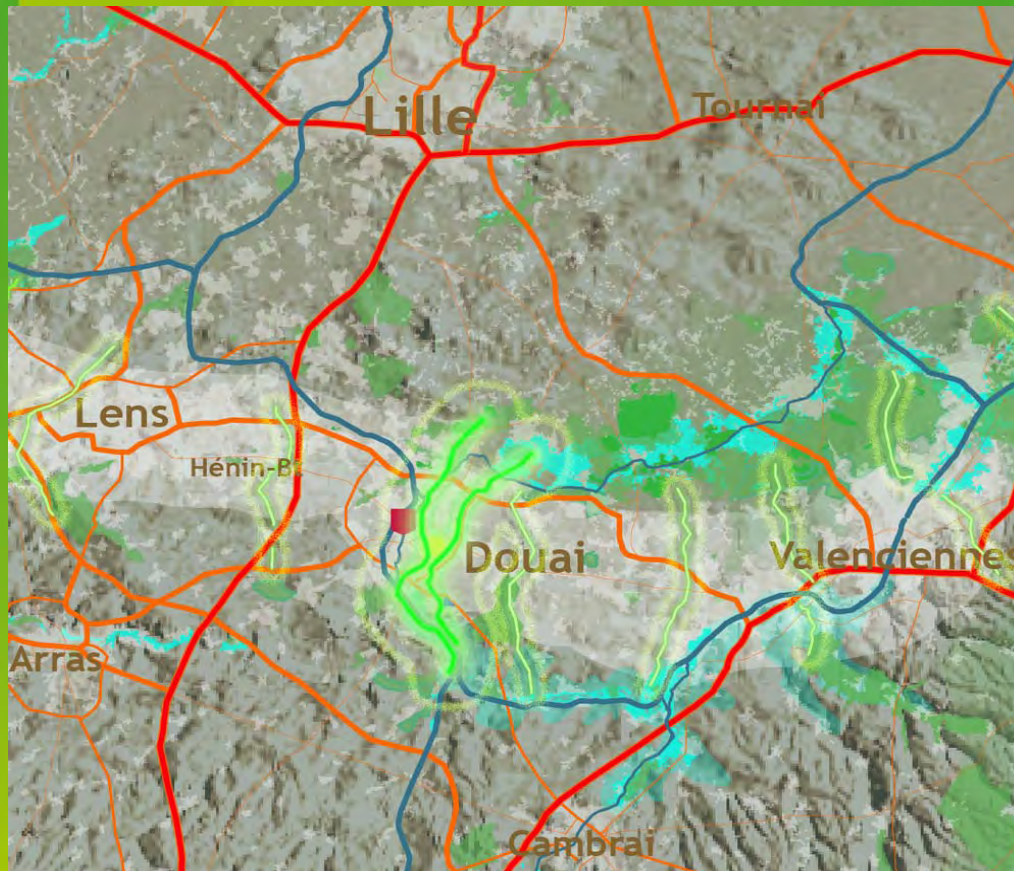 Lille
Tournai
Lens
Hénin-B.
Douai
Valenciennes
Arras
Cambrai